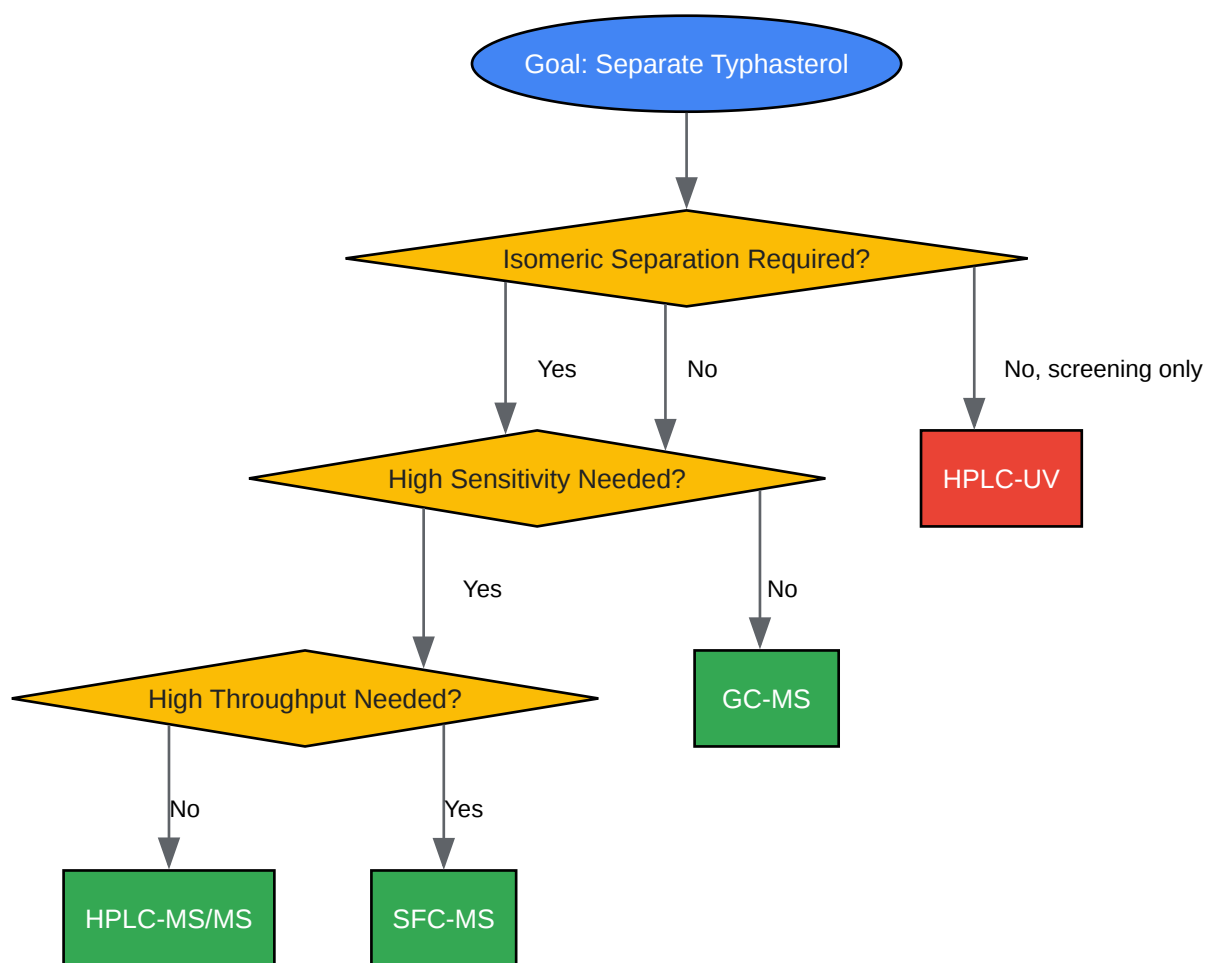 Goal: Separate Typhasterol
Isomeric Separation Required?
Yes
No
No, screening only
High Sensitivity Needed?
HPLC-UV
Yes
No
High Throughput Needed?
GC-MS
No
Yes
HPLC-MS/MS
SFC-MS